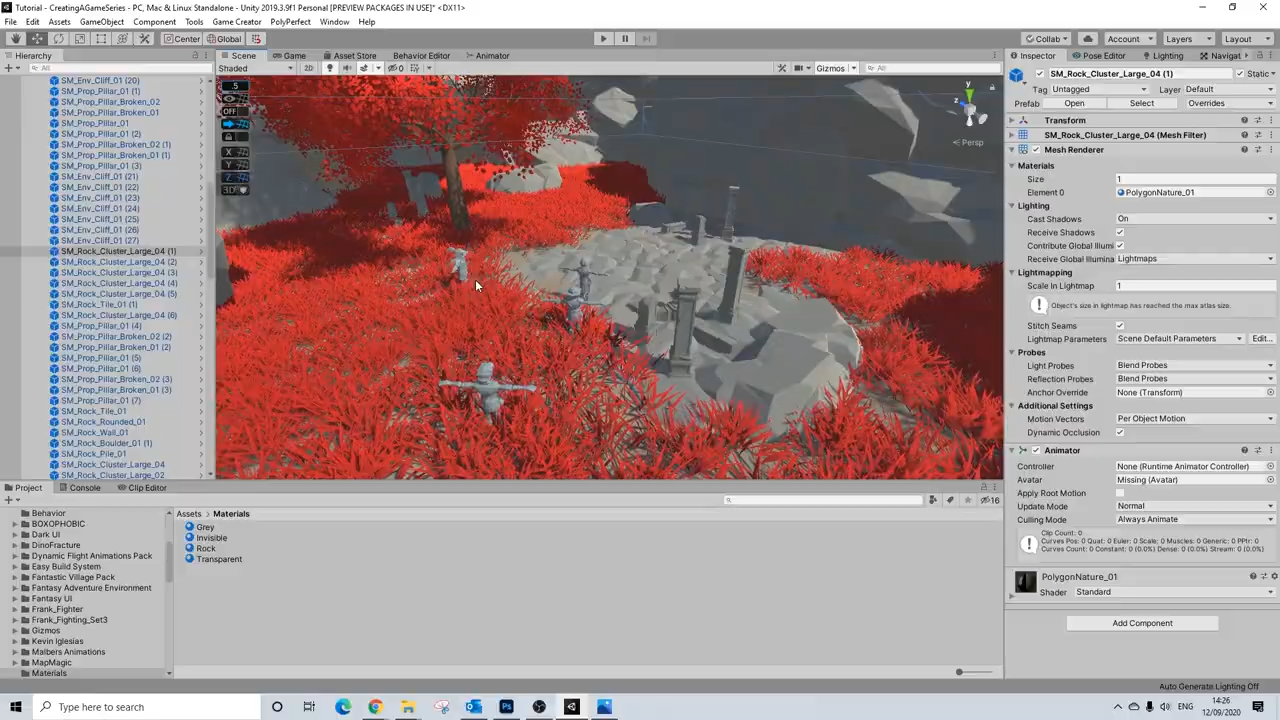 Tutorial - CreatingAGameSeries - PC, Mac & Linux Standalone - Unity 2019.3.9f1 Personal [PREVIEW PACKAGES IN USE]* <DX11>
File Edit Assets GameObject Component Tools Game Creator PolyPerfect Window Help
Center Global Collab Account Layers Layout
Hierarchy
All
SM_Env_Cliff_01 (20)
SM_Prop_Pillar_01 (1)
SM_Prop_Pillar_Broken_02
SM_Prop_Pillar_Broken_01
SM_Prop_Pillar_01
SM_Prop_Pillar_01 (2)
SM_Prop_Pillar_Broken_02 (1)
SM_Prop_Pillar_Broken_01 (1)
SM_Prop_Pillar_01 (3)
SM_Env_Cliff_01 (21)
SM_Env_Cliff_01 (22)
SM_Env_Cliff_01 (23)
SM_Env_Cliff_01 (24)
SM_Env_Cliff_01 (25)
SM_Env_Cliff_01 (26)
SM_Env_Cliff_01 (27)
SM_Rock_Cluster_Large_04 (1)
SM_Rock_Cluster_Large_04 (2)
SM_Rock_Cluster_Large_04 (3)
SM_Rock_Cluster_Large_04 (4)
SM_Rock_Cluster_Large_04 (5)
SM_Rock_Tile_01 (1)
SM_Rock_Cluster_Large_04 (6)
SM_Prop_Pillar_01 (4)
SM_Prop_Pillar_Broken_02 (2)
SM_Prop_Pillar_Broken_01 (2)
SM_Prop_Pillar_01 (5)
SM_Prop_Pillar_01 (6)
SM_Prop_Pillar_Broken_02 (3)
SM_Prop_Pillar_Broken_01 (3)
SM_Prop_Pillar_01 (7)
SM_Rock_Tile_01
SM_Rock_Rounded_01
SM_Rock_Wall_01
SM_Rock_Boulder_01 (1)
SM_Rock_Pile_01
SM_Rock_Cluster_Large_04
SM_Rock_Cluster_Large_02
Scene Game Asset Store Behavior Editor Animator
Shaded 2D 0 Gizmos All
.5
OFF
X
Y
Z
3D
y
z
Persp
Inspector Pose Editor Lighting Navigat
SM_Rock_Cluster_Large_04 (1) Static
Tag Untagged Layer Default
Prefab Open Select Overrides
Transform
SM_Rock_Cluster_Large_04 (Mesh Filter)
Mesh Renderer
Materials
Size 1
Element 0 PolygonNature_01
Lighting
Cast Shadows On
Receive Shadows
Contribute Global Illumi
Receive Global Illumina Lightmaps
Lightmapping
Scale In Lightmap 1
Object's size in lightmap has reached the max atlas size.
Stitch Seams
Lightmap Parameters Scene Default Parameters Edit...
Probes
Light Probes Blend Probes
Reflection Probes Blend Probes
Anchor Override None (Transform)
Additional Settings
Motion Vectors Per Object Motion
Dynamic Occlusion
Animator
Controller None (Runtime Animator Controller)
Avatar Missing (Avatar)
Apply Root Motion
Update Mode Normal
Culling Mode Always Animate
Clip Count: 0
Curves Pos: 0 Quat: 0 Euler: 0 Scale: 0 Muscles: 0 Generic: 0 PPtr: 0
Curves Count: 0 Constant: 0 (0.0%) Dense: 0 (0.0%) Stream: 0 (0.0%)
PolygonNature_01
Shader Standard
Add Component
Project Console Clip Editor
16
Behavior
BOXOPHOBIC
Dark UI
DinoFracture
Dynamic Flight Animations Pack
Easy Build System
Fantastic Village Pack
Fantasy Adventure Environment
Fantasy UI
Frank_Fighter
Frank_Fighting_Set3
Gizmos
Kevin Iglesias
Malbers Animations
MapMagic
Materials
Assets > Materials
Grey
Invisible
Rock
Transparent
Auto Generate Lighting Off
Type here to search
ENG
14:26
12/09/2020